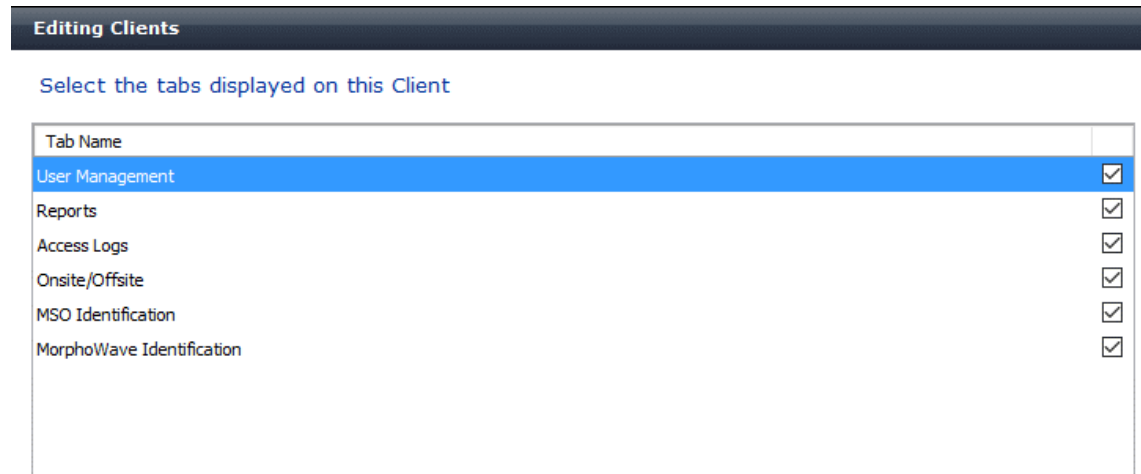 Editing Clients
Select the tabs displayed on this Client
Tab Name
User Management
Reports
Access Logs
Onsite/Offsite
MSO Identification
MorphoWave Identification